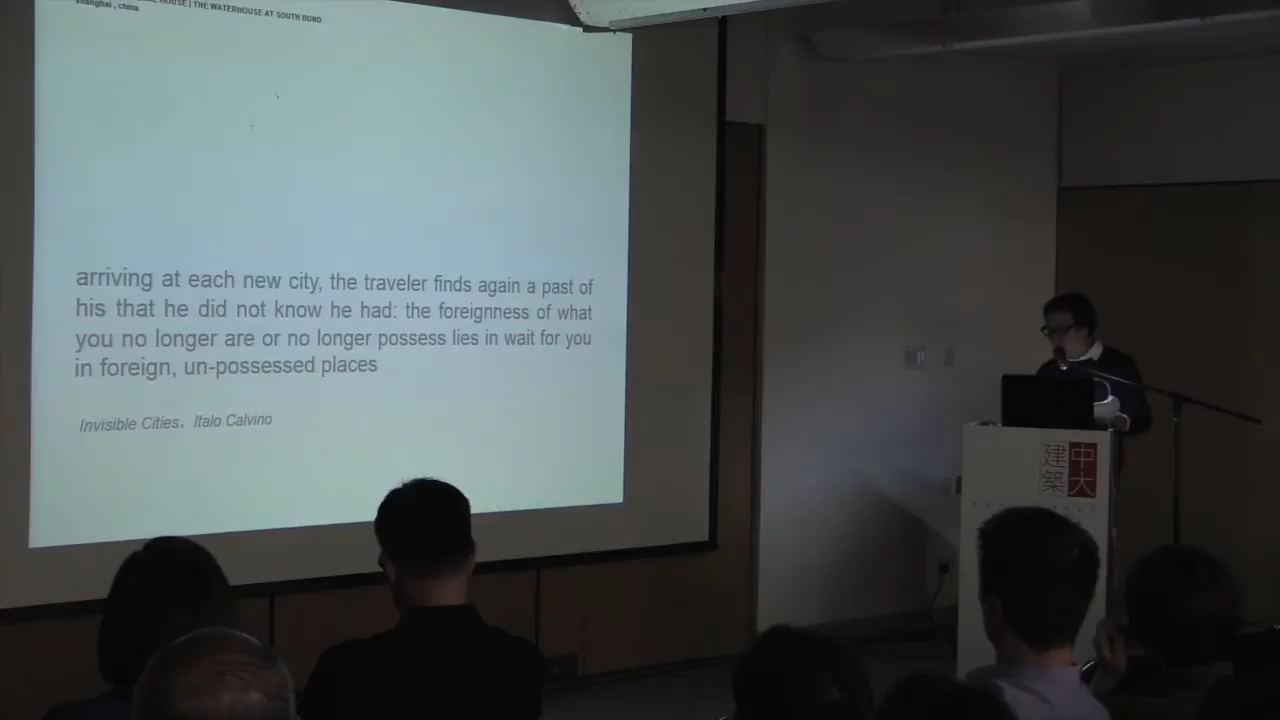 HOUSE | THE WATERHOUSE AT SOUTH BUND
shanghai, china
arriving at each new city, the traveler finds again a past of
his that he did not know he had: the foreignness of what
you no longer are or no longer possess lies in wait for you
in foreign, un-possessed places
Invisible Cities, Italo Calvino
建 中
築 大